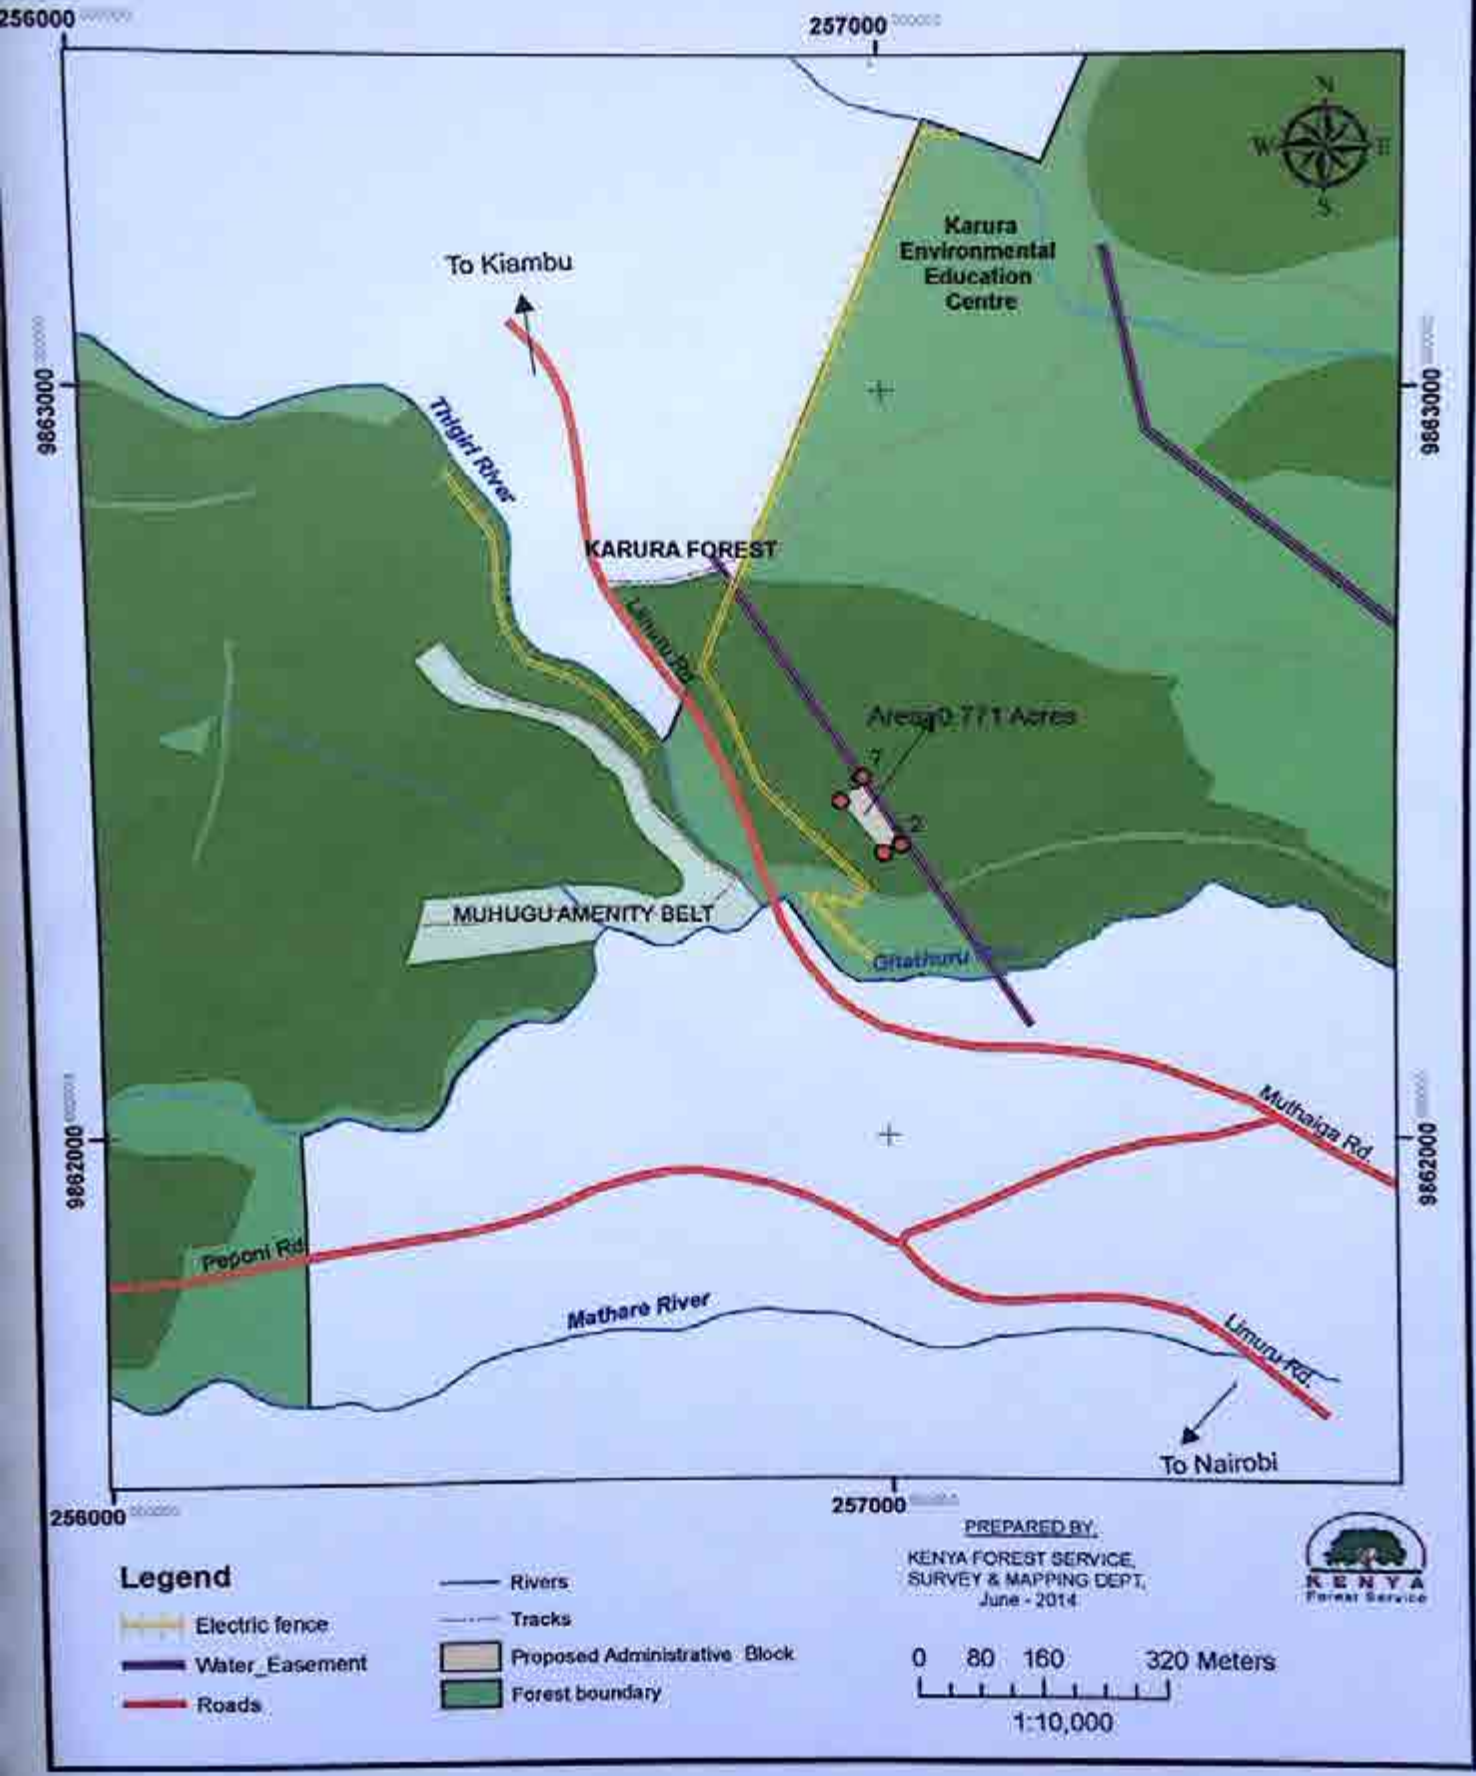 256000
257000
N
W E
S
Karura
Environmental
Education
Centre
To Kiambu
9863000
9863000
Thigiri River
KARURA FOREST
Limuru Rd
Area=0.771 Acres
1
2
MUHUGU AMENITY BELT
Gitathuru
9862000
9862000
Muthaiga Rd.
Peponi Rd
Mathare River
Limuru Rd.
To Nairobi
256000
257000
PREPARED BY:
KENYA FOREST SERVICE,
SURVEY & MAPPING DEPT,
June - 2014
KENYA
Forest Service
Legend
Electric fence
Water_Easement
Roads
Rivers
Tracks
Proposed Administrative Block
Forest boundary
0 80 160 320 Meters
1:10,000